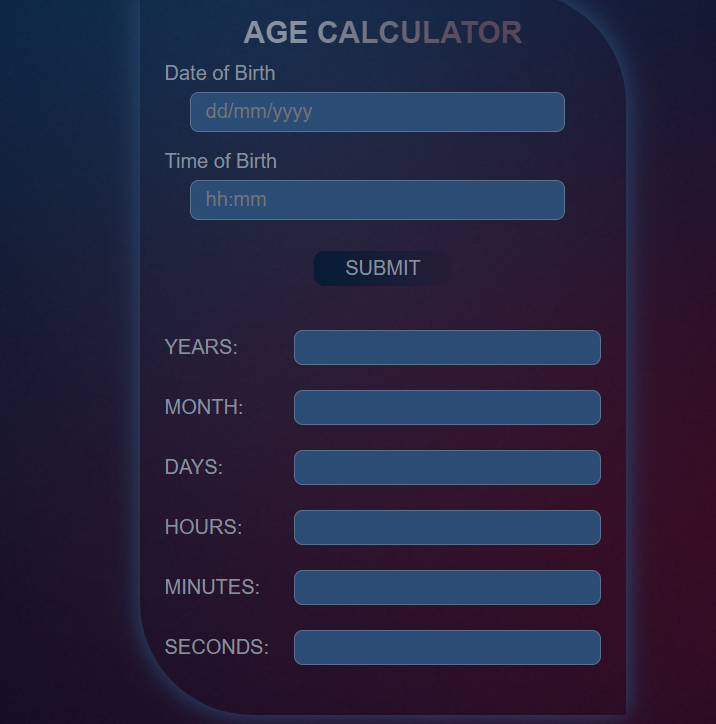 AGE CALCULATOR
Date of Birth
dd/mm/yyyy
Time of Birth
hh:mm
SUBMIT
YEARS:
MONTH:
DAYS:
HOURS:
MINUTES:
SECONDS: